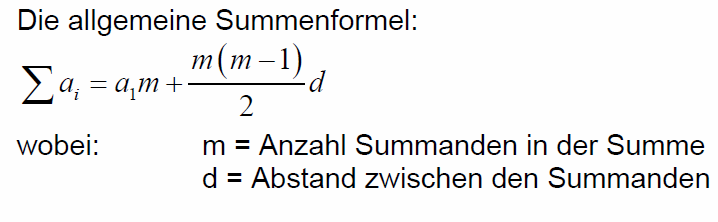 Die allgemeine Summenformel:
∑ aᵢ = a₁m + m(m−1)/2 d
wobei: m = Anzahl Summanden in der Summe
d = Abstand zwischen den Summanden